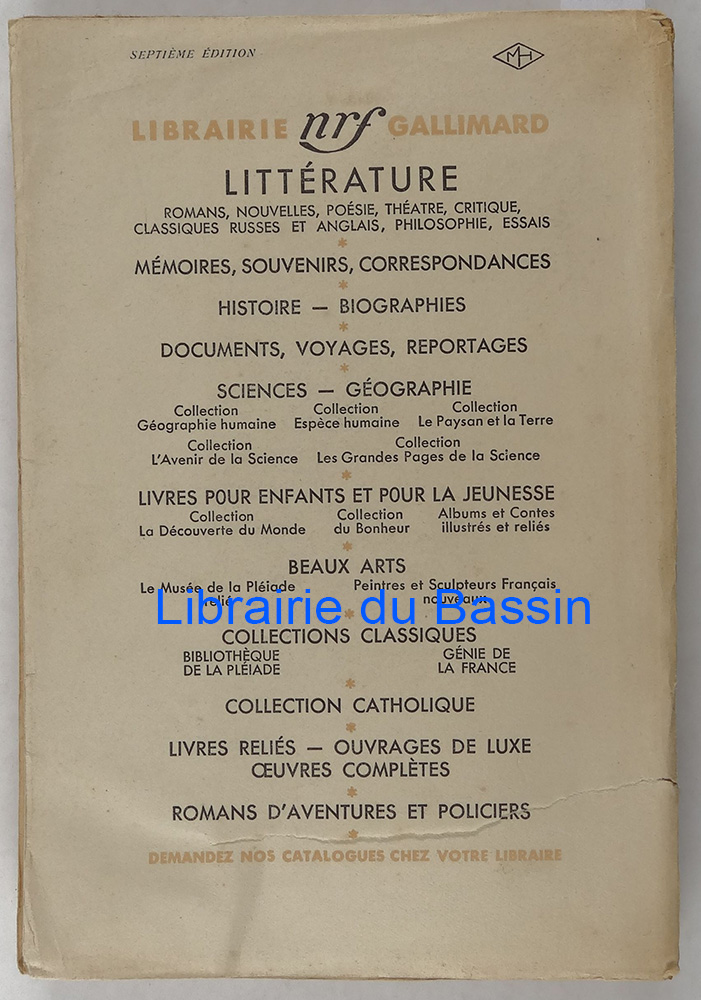 SEPTIÈME ÉDITION
MH
LIBRAIRIE nrf GALLIMARD
LITTÉRATURE
ROMANS, NOUVELLES, POÉSIE, THÉATRE, CRITIQUE,
CLASSIQUES RUSSES ET ANGLAIS, PHILOSOPHIE, ESSAIS
*
MÉMOIRES, SOUVENIRS, CORRESPONDANCES
*
HISTOIRE — BIOGRAPHIES
*
DOCUMENTS, VOYAGES, REPORTAGES
*
SCIENCES — GÉOGRAPHIE
Collection Collection Collection
Géographie humaine Espèce humaine Le Paysan et la Terre
Collection Collection
L'Avenir de la Science Les Grandes Pages de la Science
*
LIVRES POUR ENFANTS ET POUR LA JEUNESSE
Collection Collection Albums et Contes
La Découverte du Monde du Bonheur illustrés et reliés
*
BEAUX ARTS
Le Musée de la Pléiade Peintres et Sculpteurs Français
relié nouveaux
Librairie du Bassin
*
COLLECTIONS CLASSIQUES
BIBLIOTHÈQUE GÉNIE DE
DE LA PLÉIADE LA FRANCE
*
COLLECTION CATHOLIQUE
*
LIVRES RELIÉS — OUVRAGES DE LUXE
ŒUVRES COMPLÈTES
*
ROMANS D'AVENTURES ET POLICIERS
*
DEMANDEZ NOS CATALOGUES CHEZ VOTRE LIBRAIRE